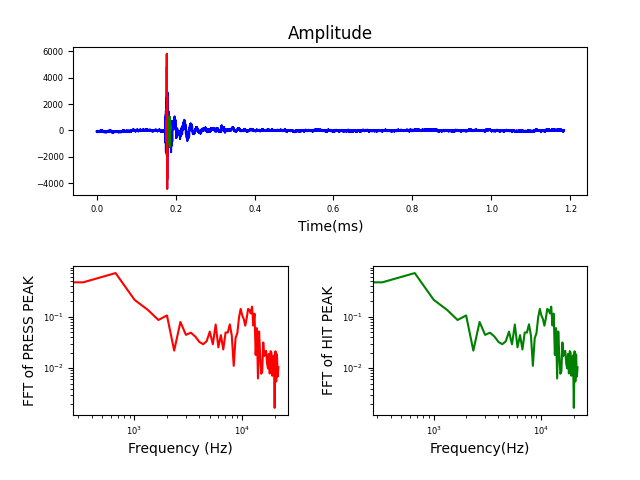 Amplitude
6000
4000
2000
0
−2000
−4000
0.0 0.2 0.4 0.6 0.8 1.0 1.2
Time(ms)
FFT of PRESS PEAK
10⁻¹
10⁻²
10³ 10⁴
Frequency (Hz)
FFT of HIT PEAK
10⁻¹
10⁻²
10³ 10⁴
Frequency(Hz)